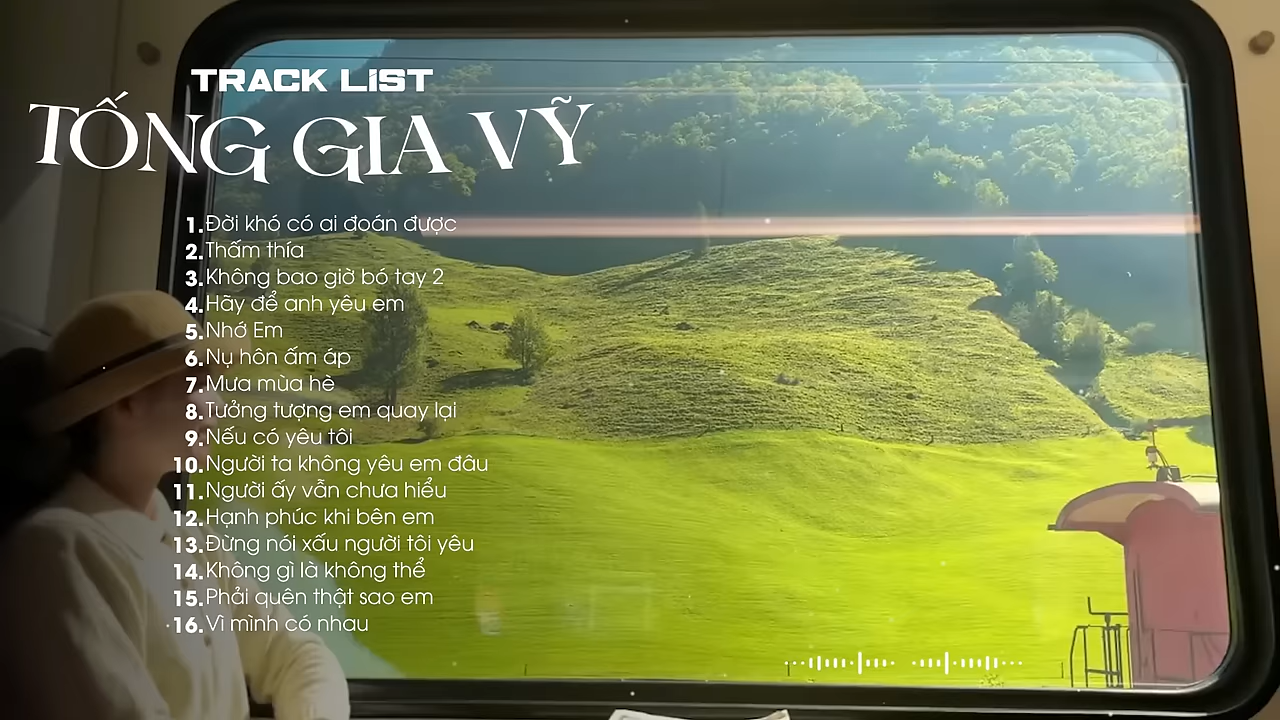 TRACK LIST
TỐNG GIA VỸ
1. Đời khó có ai đoán được
2. Thấm thía
3. Không bao giờ bó tay 2
4. Hãy để anh yêu em
5. Nhớ Em
6. Nụ hôn ấm áp
7. Mưa mùa hè
8. Tưởng tượng em quay lại
9. Nếu có yêu tôi
10. Người ta không yêu em đâu
11. Người ấy vẫn chưa hiểu
12. Hạnh phúc khi bên em
13. Đừng nói xấu người tôi yêu
14. Không gì là không thể
15. Phải quên thật sao em
16. Vì mình có nhau